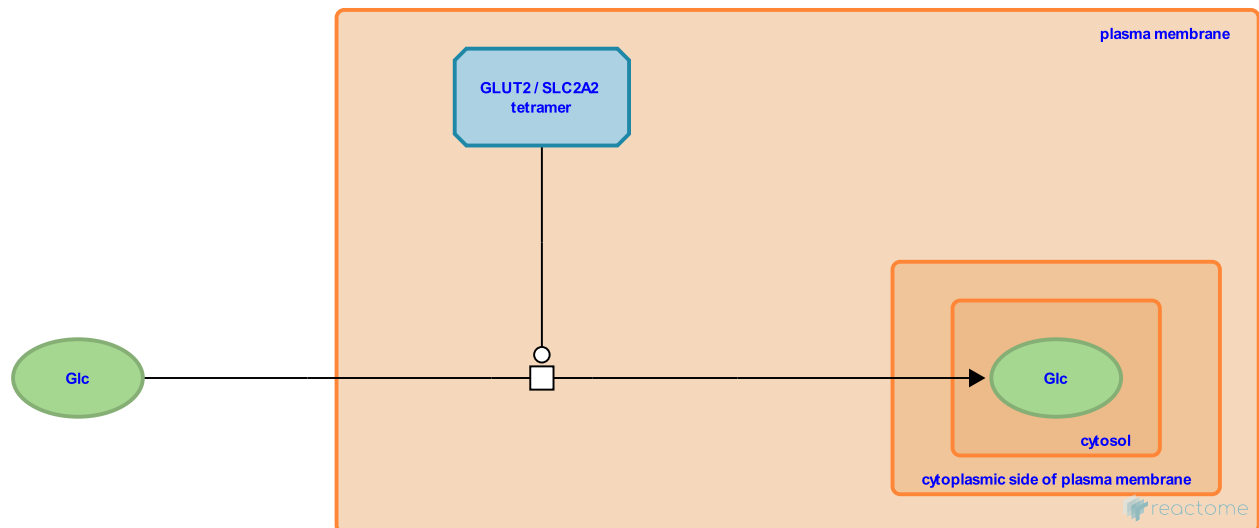 plasma membrane
GLUT2 / SLC2A2
tetramer
Glc
Glc
cytosol
cytoplasmic side of plasma membrane
reactome